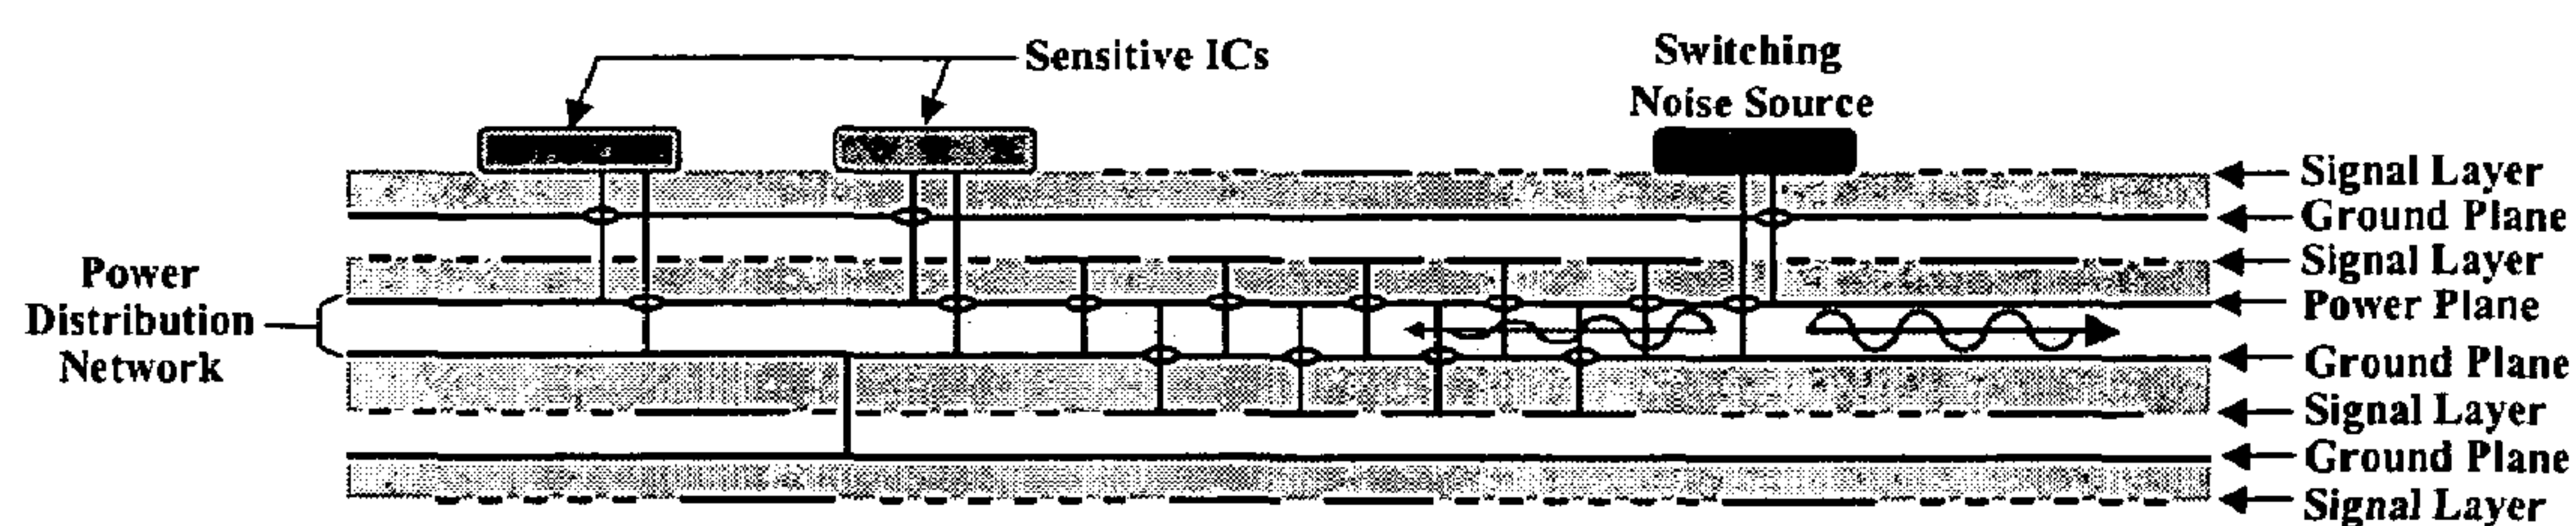 Sensitive ICs
Switching
Noise Source
Power
Distribution
Network
Signal Layer
Ground Plane
Signal Layer
Power Plane
Ground Plane
Signal Layer
Ground Plane
Signal Layer